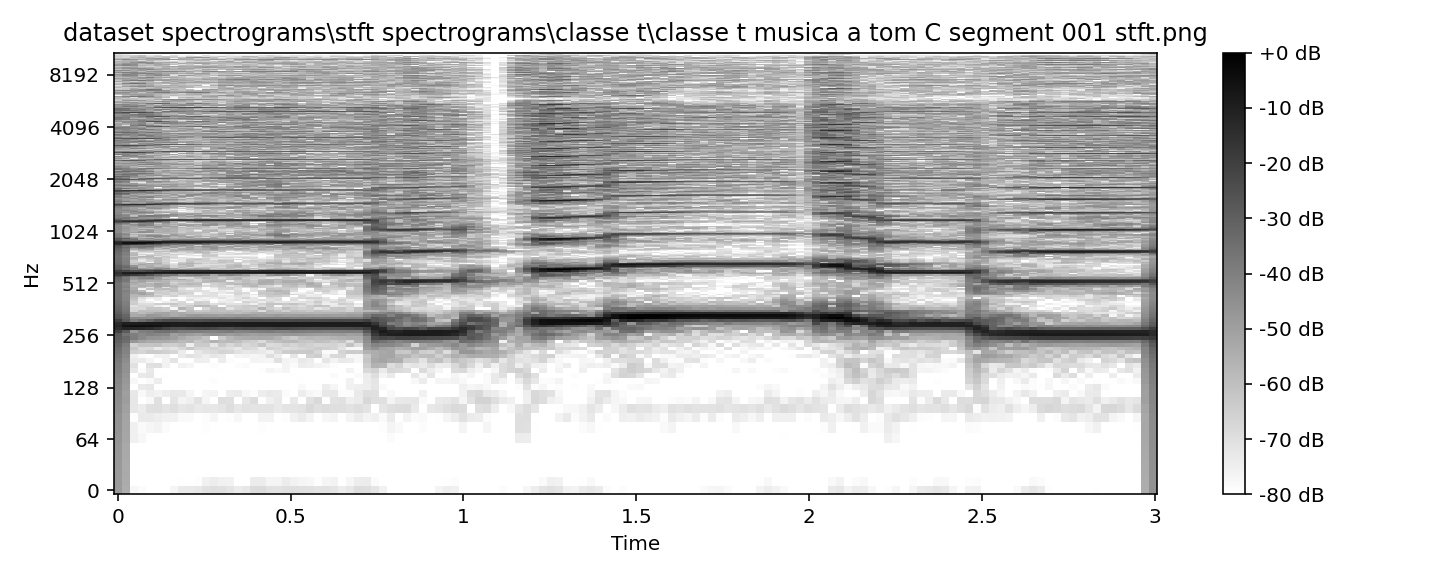 dataset spectrograms\stft spectrograms\classe t\classe t musica a tom C segment 001 stft.png
Hz
8192
4096
2048
1024
512
256
128
64
0
0
0.5
1
1.5
2
2.5
3
Time
+0 dB
-10 dB
-20 dB
-30 dB
-40 dB
-50 dB
-60 dB
-70 dB
-80 dB